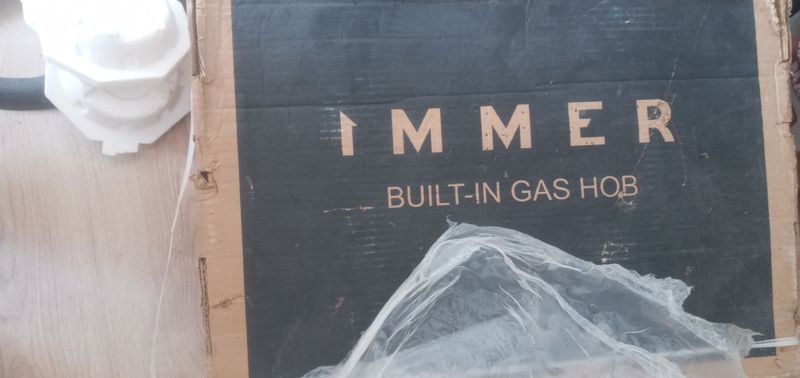 IMMER
BUILT-IN GAS HOB